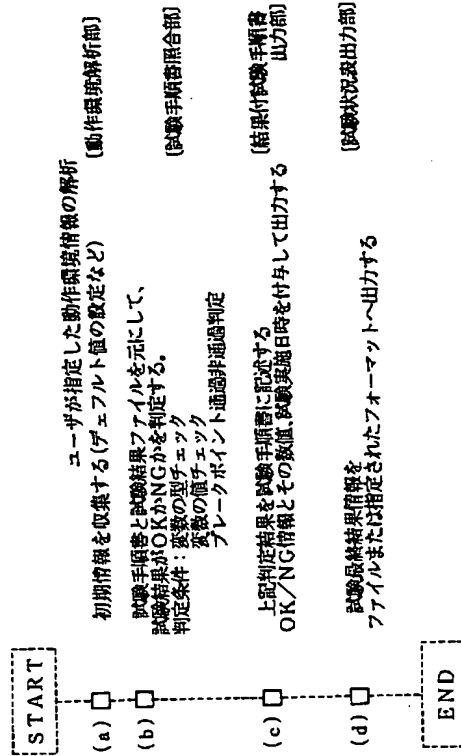 START
ユーザが指定した動作環境情報の解析
(a) 初期情報を収集する(デェフルト値の設定など) [動作環境解析部]
(b) 試験手順書と試験結果ファイルを元にして、 [試験手順書照合部]
試験結果がOKかNGかを判定する。
判定条件:変数の型チェック
変数の値チェック
ブレークポイント通過非通過判定
(c) 上記判定結果を試験手順書に記述する [結果付試験手順書
OK/NG情報とその数値、試験実施日時を付与して出力する 出力部]
(d) 試験最終結果情報を [試験状況表出力部]
ファイルまたは指定されたフォーマットへ出力する
END